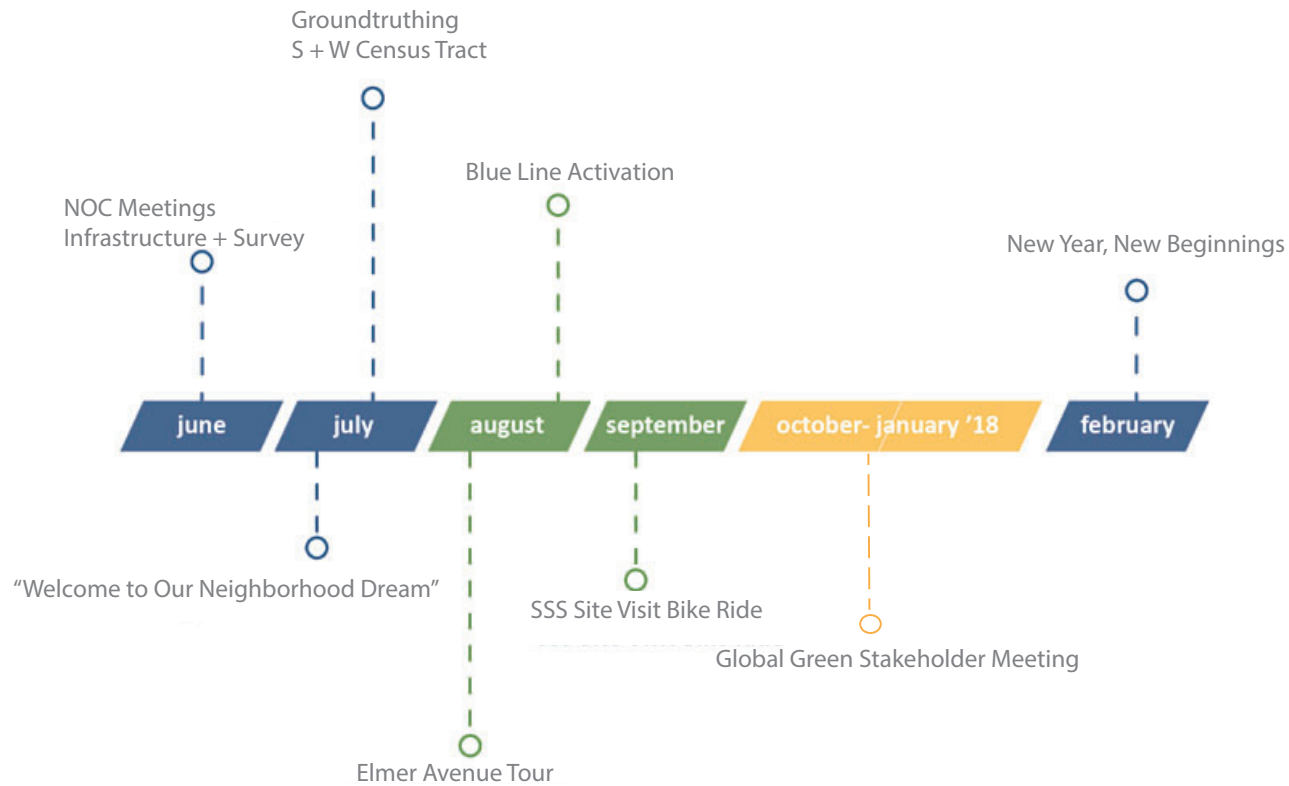 Groundtruthing
S + W Census Tract
Blue Line Activation
NOC Meetings
Infrastructure + Survey
New Year, New Beginnings
june
july
august
september
october- january '18
february
“Welcome to Our Neighborhood Dream”
SSS Site Visit Bike Ride
Global Green Stakeholder Meeting
Elmer Avenue Tour